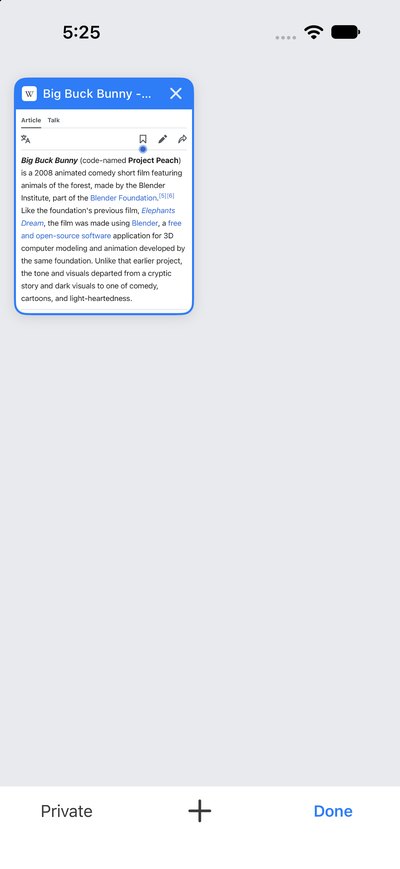 5:25
W Big Buck Bunny -...
Article Talk
Big Buck Bunny (code-named Project Peach)
is a 2008 animated comedy short film featuring
animals of the forest, made by the Blender
Institute, part of the Blender Foundation.[5][6]
Like the foundation's previous film, Elephants
Dream, the film was made using Blender, a free
and open-source software application for 3D
computer modeling and animation developed by
the same foundation. Unlike that earlier project,
the tone and visuals departed from a cryptic
story and dark visuals to one of comedy,
cartoons, and light-heartedness.
Private Done